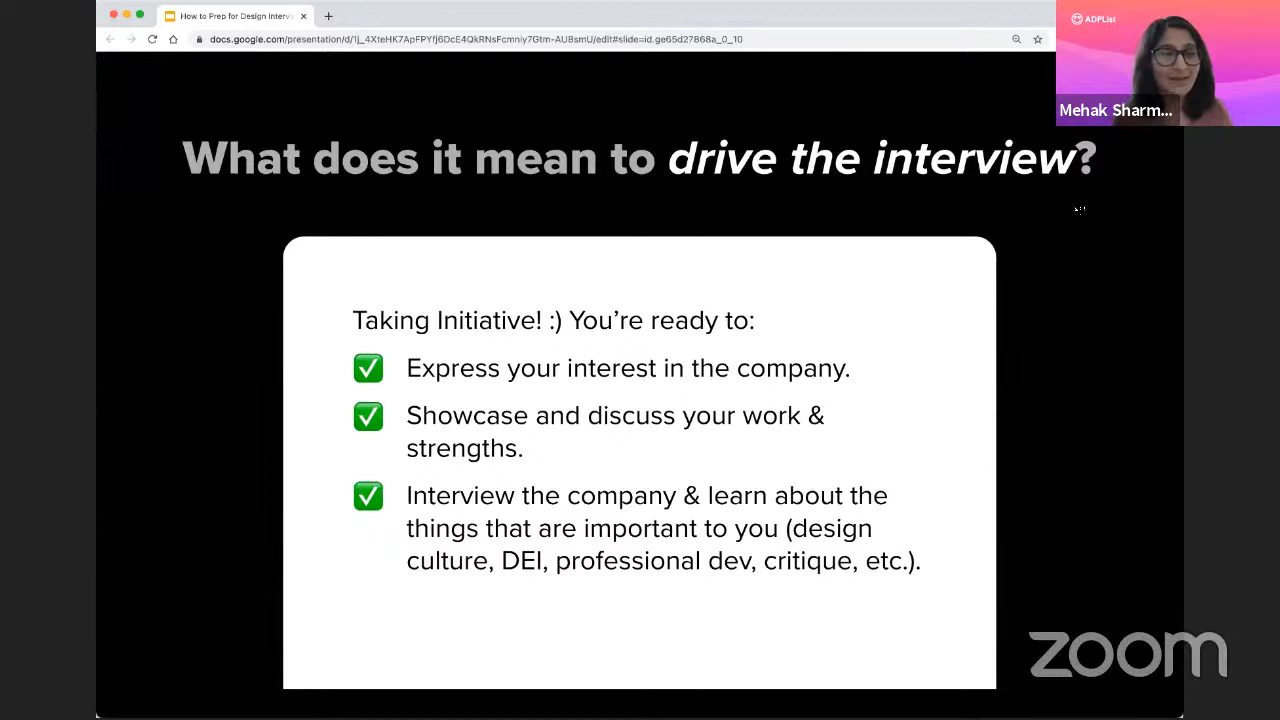 How to Prep for Design Intervi
docs.google.com/presentation/d/1j_4XteHK7ApFPYfj6DcE4QkRNsFcmniy7Gtm-AU8smU/edit#slide=id.ge65d27868a_0_10
ADPList
Mehak Sharm...
What does it mean to drive the interview?
Taking Initiative! :) You’re ready to:
✅ Express your interest in the company.
✅ Showcase and discuss your work &
strengths.
✅ Interview the company & learn about the
things that are important to you (design
culture, DEI, professional dev, critique, etc.).
zoom